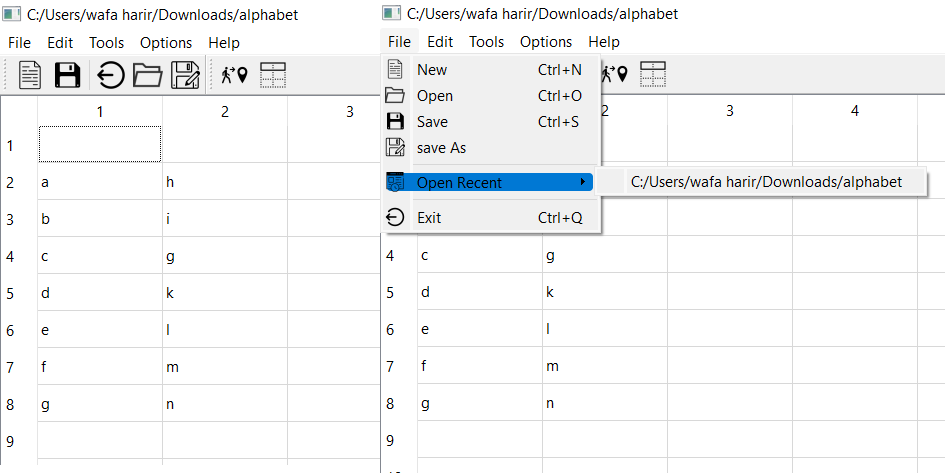 C:/Users/wafa harir/Downloads/alphabet
File Edit Tools Options Help
1 2 3
1
2 a h
3 b i
4 c g
5 d k
6 e l
7 f m
8 g n
9
C:/Users/wafa harir/Downloads/alphabet
File Edit Tools Options Help
New Ctrl+N
Open Ctrl+O
Save Ctrl+S
save As
Open Recent
C:/Users/wafa harir/Downloads/alphabet
Exit Ctrl+Q
2 3 4
4 c g
5 d k
6 e l
7 f m
8 g n
9